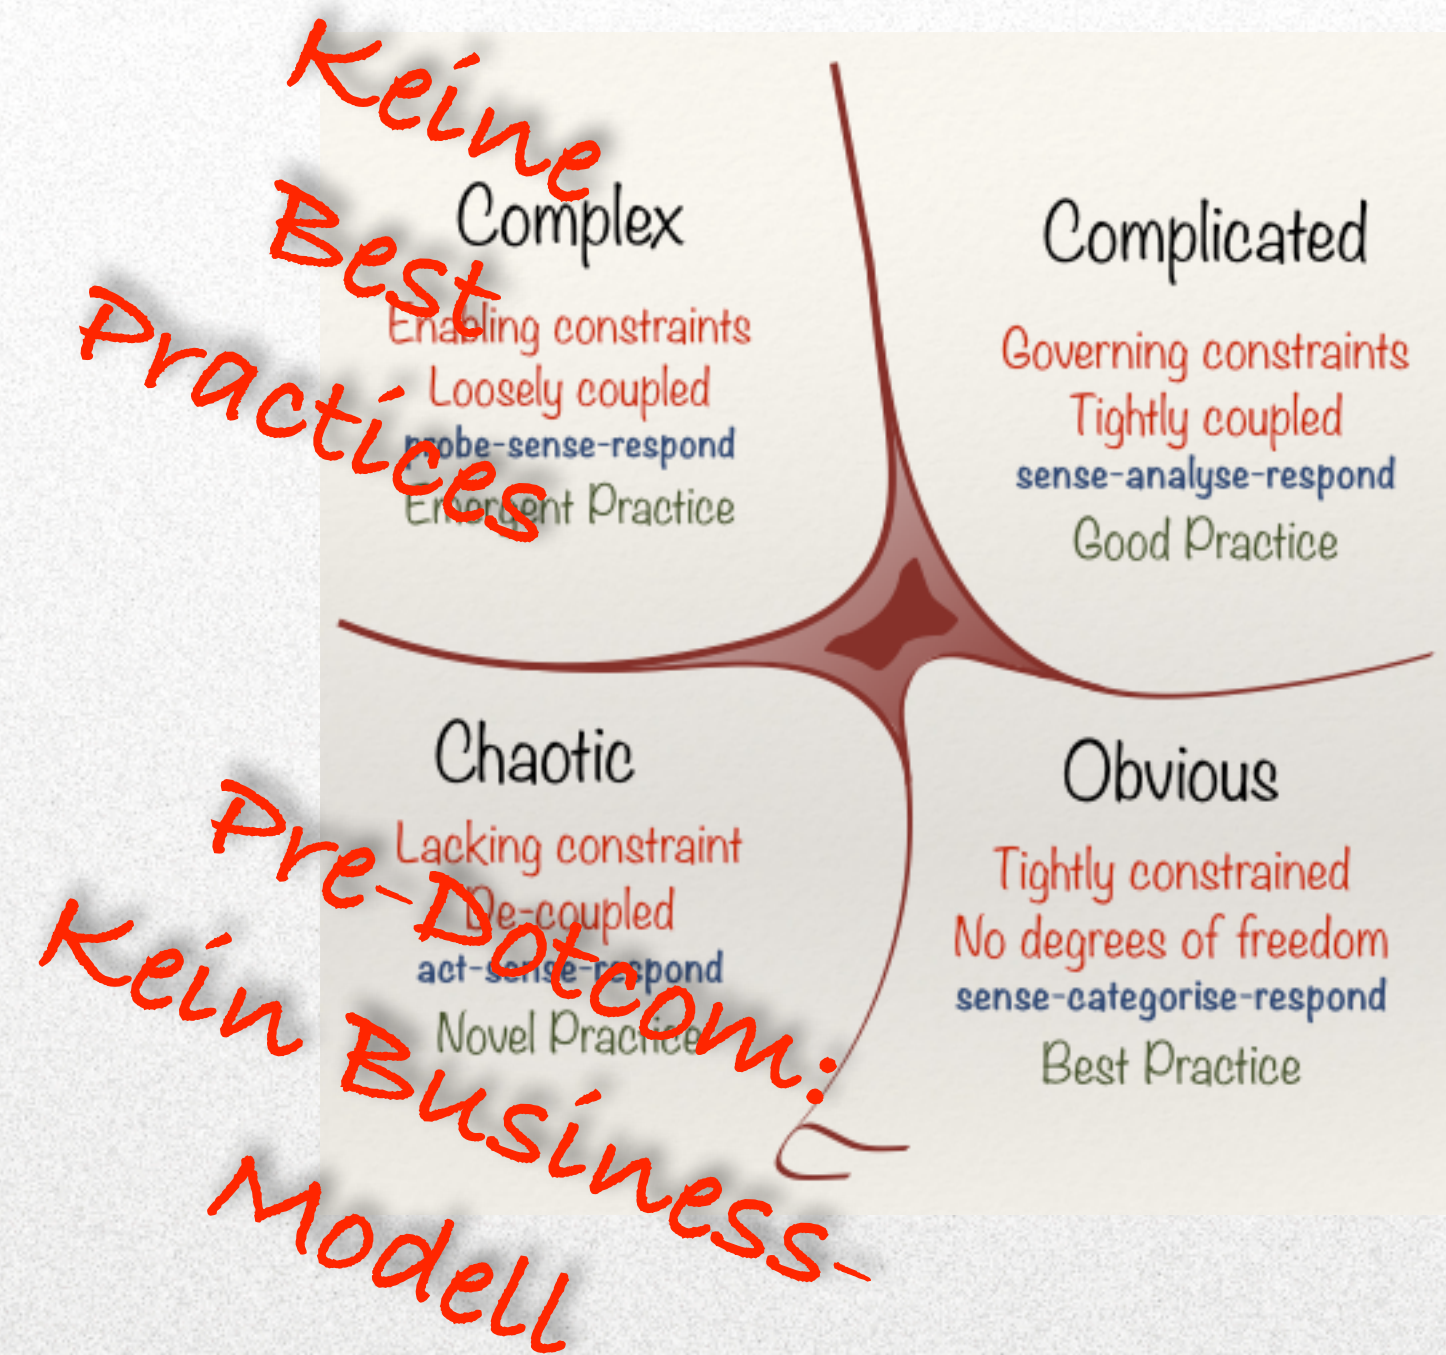 Keine
Best
Practices
Complex
Enabling constraints
Loosely coupled
probe-sense-respond
Emergent Practice
Complicated
Governing constraints
Tightly coupled
sense-analyse-respond
Good Practice
Chaotic
Lacking constraint
De-coupled
act-sense-respond
Novel Practice
Pre-Dotcom:
Kein Business-
Modell
Obvious
Tightly constrained
No degrees of freedom
sense-categorise-respond
Best Practice